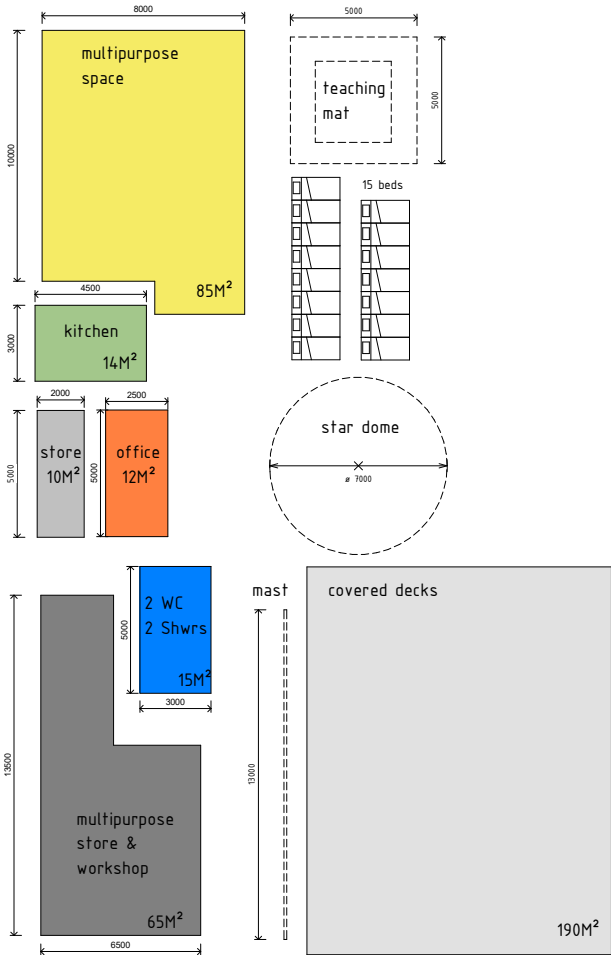 8000
5000
multipurpose
space
10000
teaching
mat
5000
15 beds
85M²
4500
3000
kitchen
14M²
2000
2500
5000
store
10M²
5000
office
12M²
star dome
ø 7000
5000
2 WC
2 Shwrs
15M²
3000
mast
covered decks
13500
13000
multipurpose
store &
workshop
65M²
6500
190M²